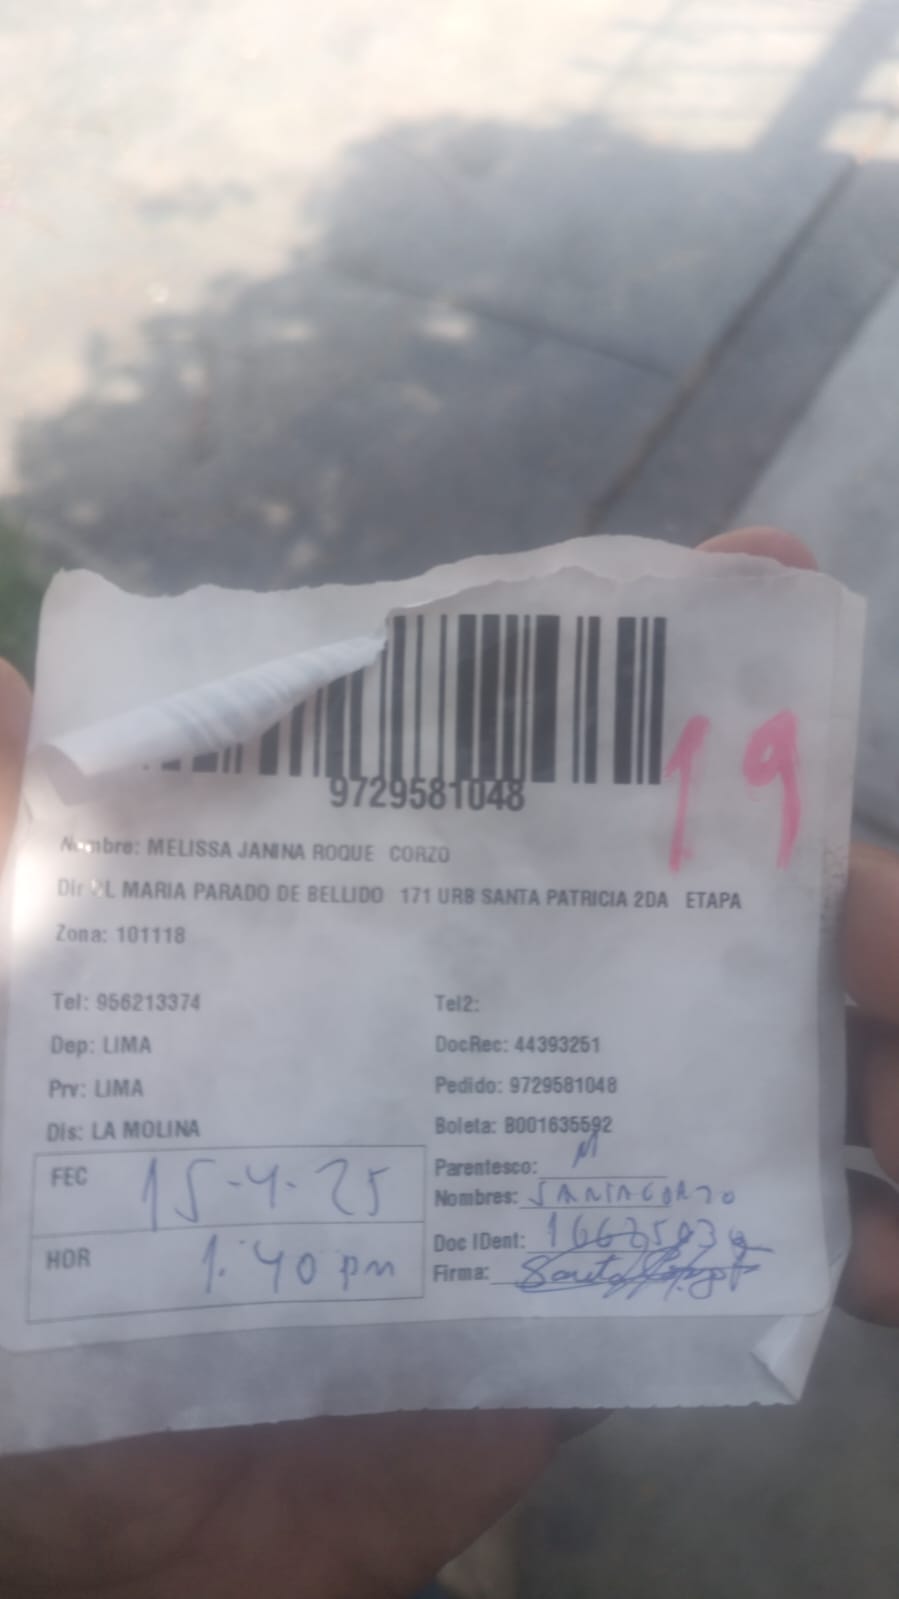 9729581048
19
Nombre: MELISSA JANINA ROQUE CORZO
Dir: MARIA PARADO DE BELLIDO 171 URB SANTA PATRICIA 2DA ETAPA
Zona: 101118
Tel: 956213374 Tel2:
Dep: LIMA DocRec: 44393251
Prv: LIMA Pedido: 9729581048
Dis: LA MOLINA Boleta: B001635592
FEC 15-4-25 Parentesco: M
Nombres: SANTACORZO
HOR 1:40 pm Doc IDent:
Firma: